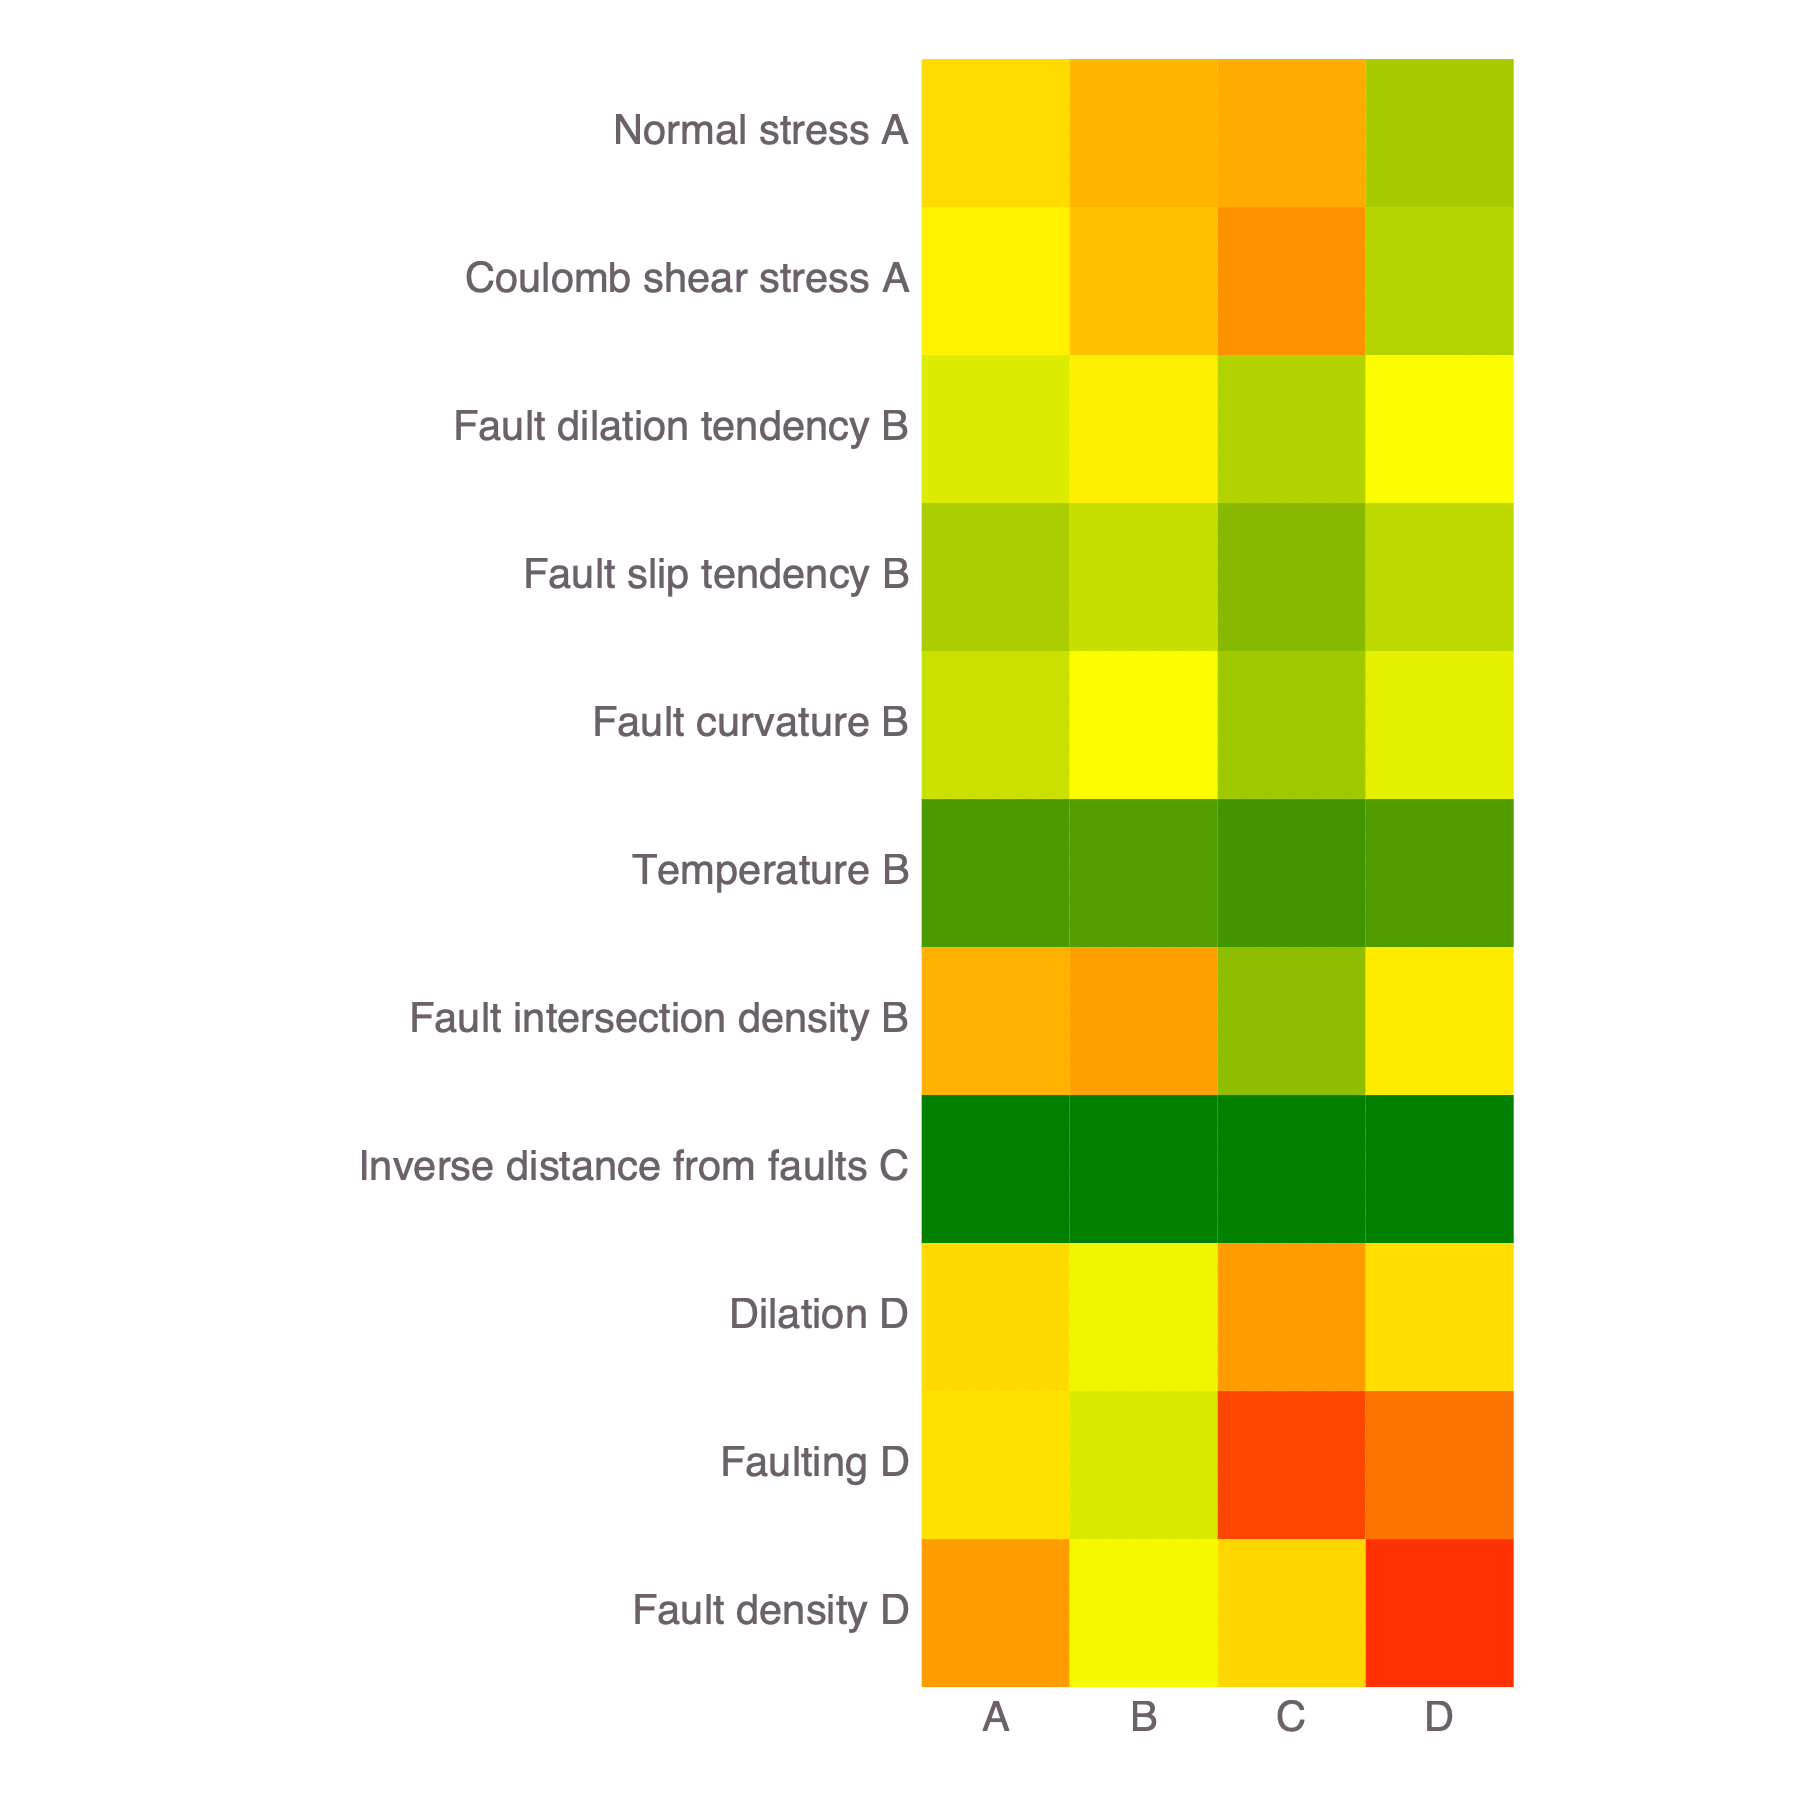 Normal stress A
Coulomb shear stress A
Fault dilation tendency B
Fault slip tendency B
Fault curvature B
Temperature B
Fault intersection density B
Inverse distance from faults C
Dilation D
Faulting D
Fault density D
A B C D